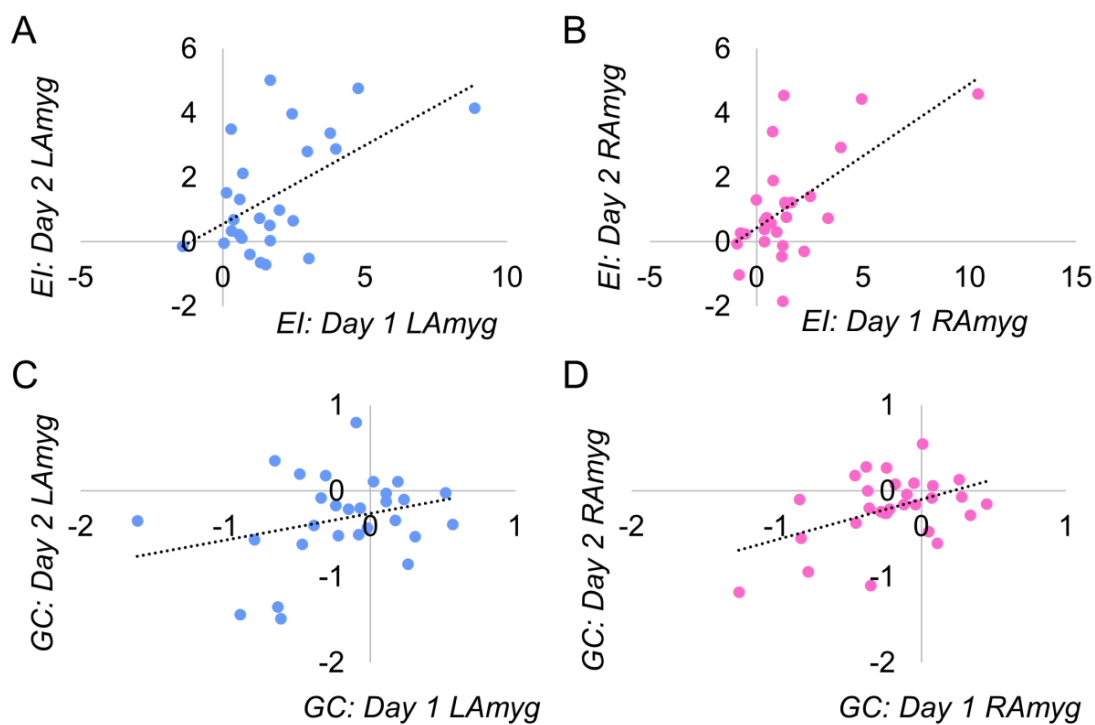 A
B
6
4
2
0
-2
-5
0
5
10
EI: Day 2 LAmyg
EI: Day 1 LAmyg
6
4
2
0
-2
-5
0
5
10
15
EI: Day 2 RAmyg
EI: Day 1 RAmyg
C
D
1
0
-1
-2
-2
-1
0
1
GC: Day 2 LAmyg
GC: Day 1 LAmyg
1
0
-1
-2
-2
-1
0
1
GC: Day 2 RAmyg
GC: Day 1 RAmyg